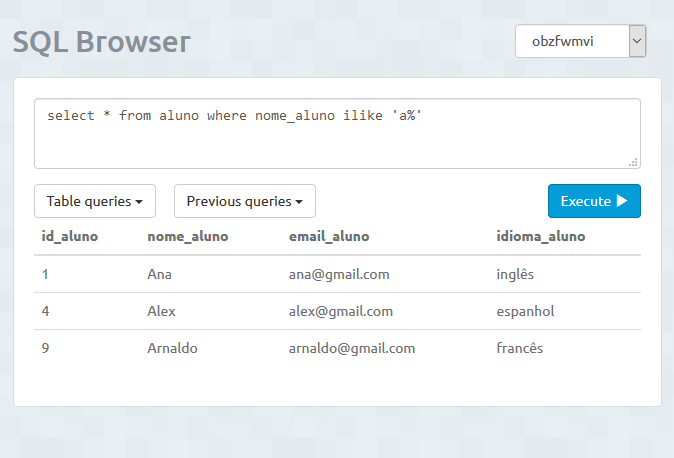 SQL Browser
obzfwmvi
select * from aluno where nome_aluno ilike 'a%'
Table queries Previous queries Execute
id_aluno nome_aluno email_aluno idioma_aluno
1 Ana ana@gmail.com inglês
4 Alex alex@gmail.com espanhol
9 Arnaldo arnaldo@gmail.com francês